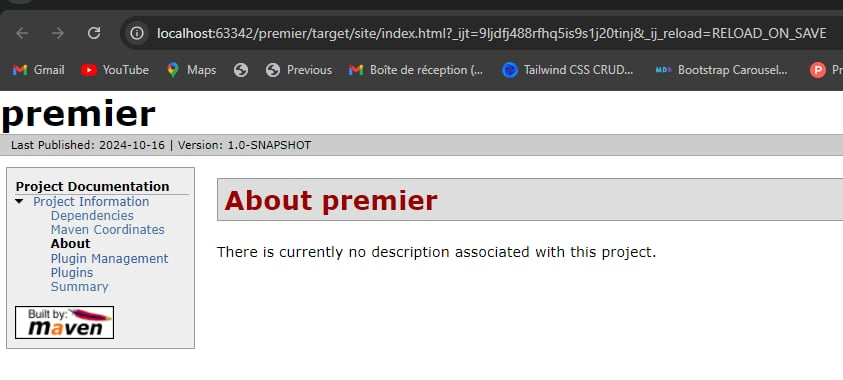 localhost:63342/premier/target/site/index.html?_ijt=9ljdfj488rfhq5is9s1j20tinj&_ij_reload=RELOAD_ON_SAVE
Gmail YouTube Maps Previous Boîte de réception (... Tailwind CSS CRUD... MDB Bootstrap Carousel... P Pr
premier
Last Published: 2024-10-16 | Version: 1.0-SNAPSHOT
Project Documentation
Project Information
Dependencies
Maven Coordinates
About
Plugin Management
Plugins
Summary
Built by:
maven
About premier
There is currently no description associated with this project.